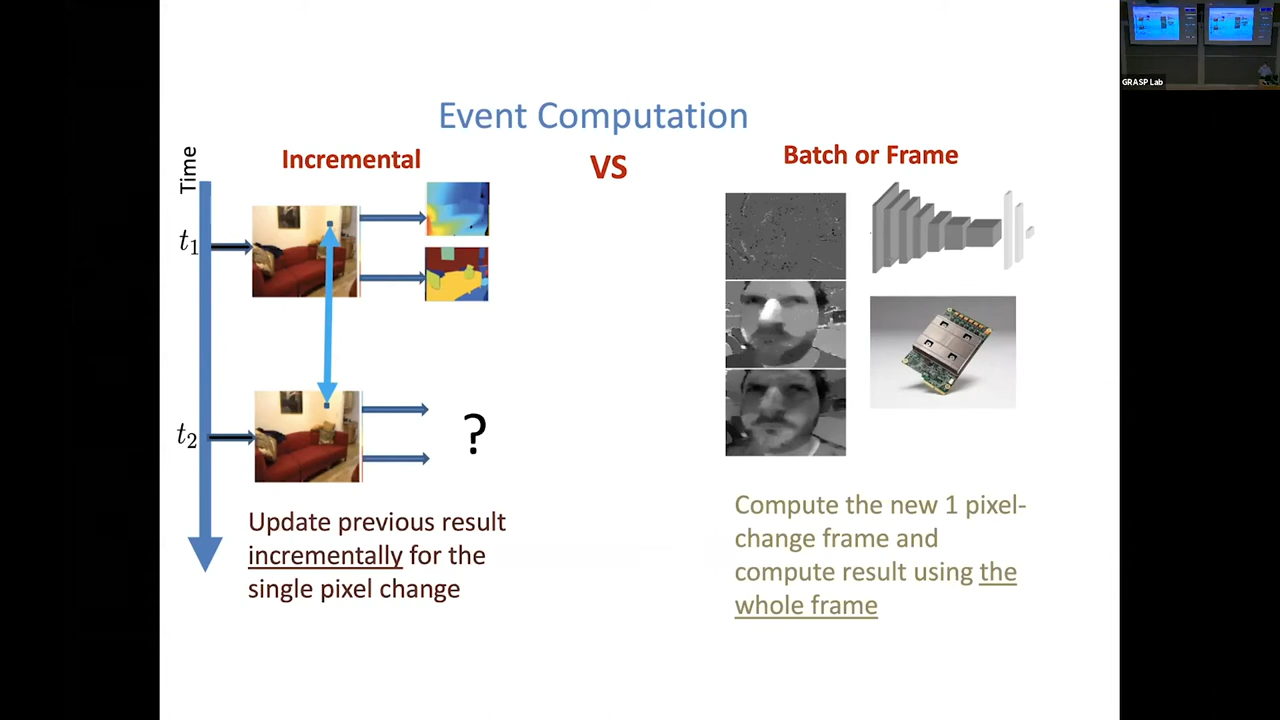 Event Computation
Incremental
VS
Batch or Frame
Time
t1
t2
?
Update previous result
incrementally for the
single pixel change
Compute the new 1 pixel-
change frame and
compute result using the
whole frame
GRASP Lab